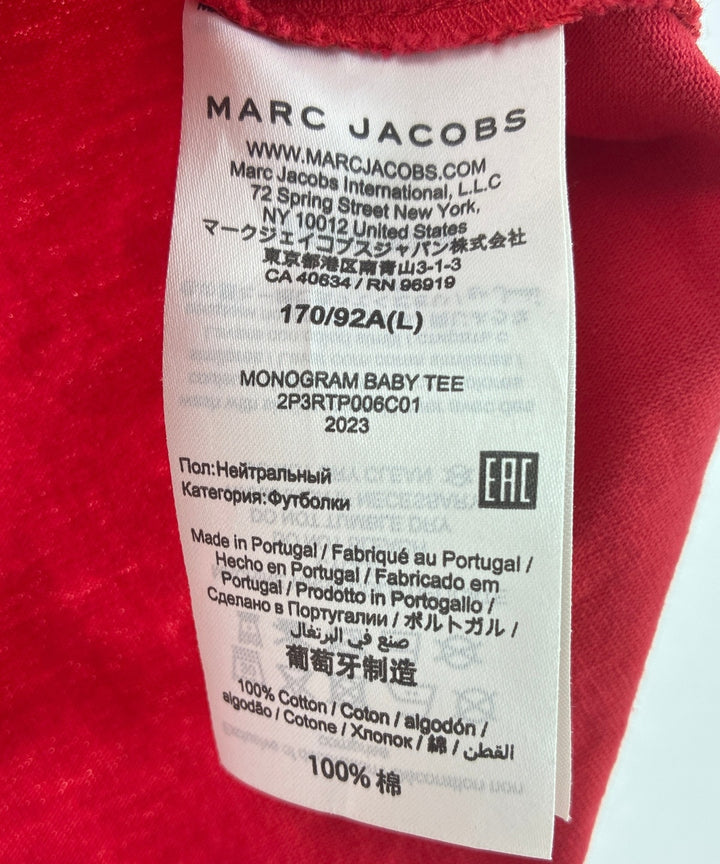 MARC JACOBS
WWW.MARCJACOBS.COM
Marc Jacobs International, L.L.C
72 Spring Street New York,
NY 10012 United States
マークジェイコブスジャパン株式会社
東京都港区南青山3-1-3
CA 40634 / RN 96919
170/92A(L)
MONOGRAM BABY TEE
2P3RTP006C01
2023
Пол:Нейтральный
Категория:Футболки
EAC
Made in Portugal / Fabriqué au Portugal /
Hecho en Portugal / Fabricado em
Portugal / Prodotto in Portogallo /
Сделано в Португалии / ポルトガル /
صنع في البرتغال
葡萄牙制造
100% Cotton / Coton / algodón /
algodão / Cotone / Хлопок / 綿 / القطن
100% 棉